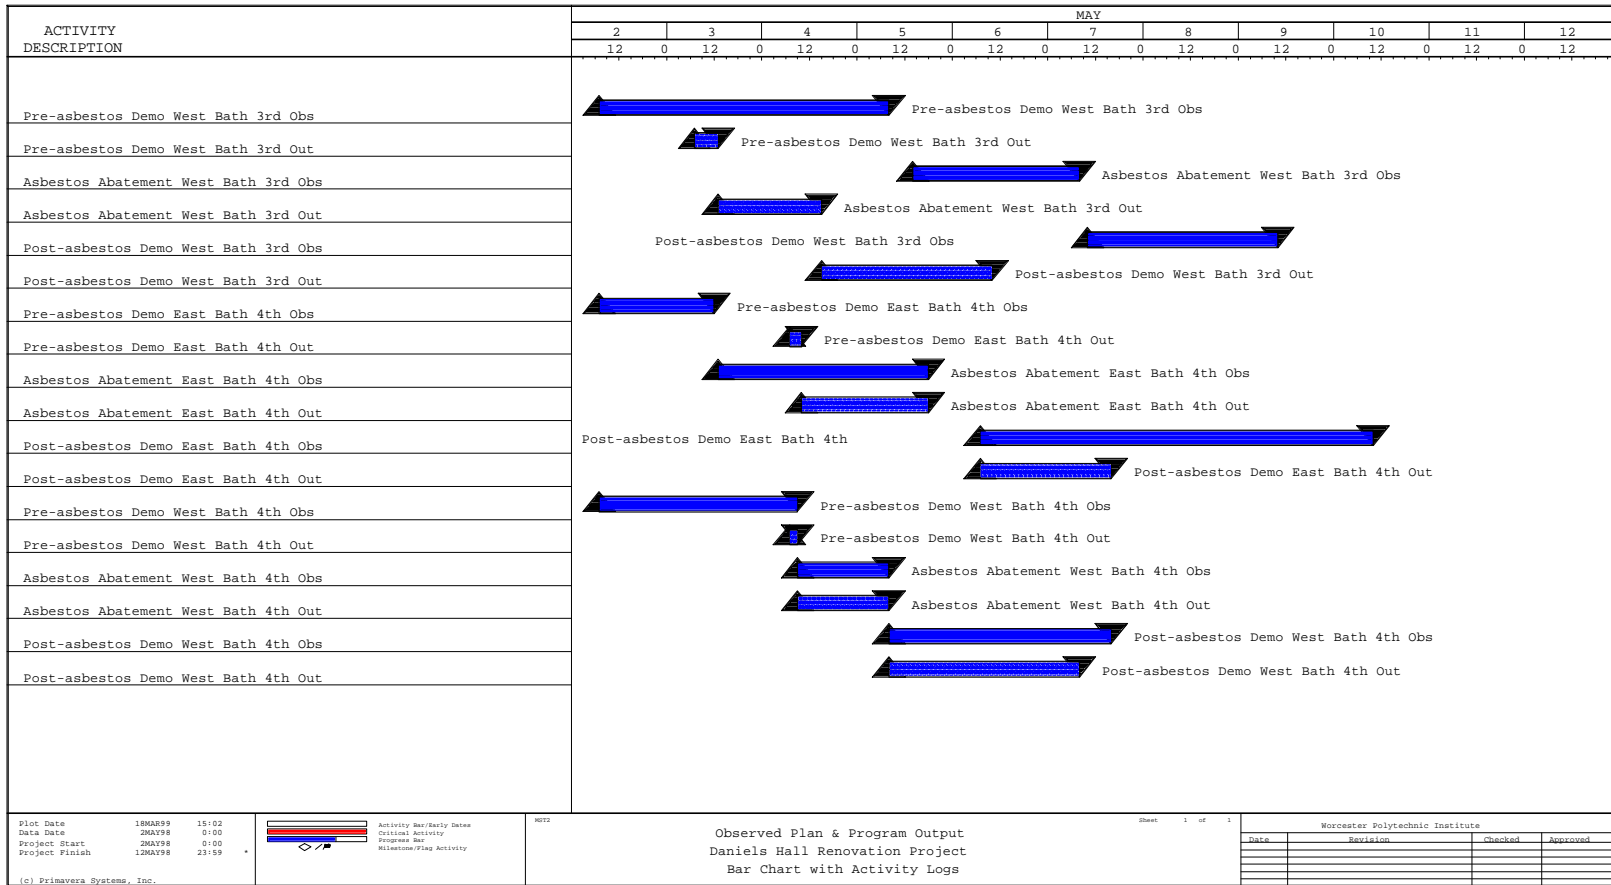 MAY
ACTIVITY
DESCRIPTION
2 3 4 5 6 7 8 9 10 11 12
12 0 12 0 12 0 12 0 12 0 12 0 12 0 12 0 12 0 12 0 12
Pre-asbestos Demo West Bath 3rd Obs Pre-asbestos Demo West Bath 3rd Obs
Pre-asbestos Demo West Bath 3rd Out Pre-asbestos Demo West Bath 3rd Out
Asbestos Abatement West Bath 3rd Obs Asbestos Abatement West Bath 3rd Obs
Asbestos Abatement West Bath 3rd Out Asbestos Abatement West Bath 3rd Out
Post-asbestos Demo West Bath 3rd Obs Post-asbestos Demo West Bath 3rd Obs
Post-asbestos Demo West Bath 3rd Out Post-asbestos Demo West Bath 3rd Out
Pre-asbestos Demo East Bath 4th Obs Pre-asbestos Demo East Bath 4th Obs
Pre-asbestos Demo East Bath 4th Out Pre-asbestos Demo East Bath 4th Out
Asbestos Abatement East Bath 4th Obs Asbestos Abatement East Bath 4th Obs
Asbestos Abatement East Bath 4th Out Asbestos Abatement East Bath 4th Out
Post-asbestos Demo East Bath 4th Obs Post-asbestos Demo East Bath 4th
Post-asbestos Demo East Bath 4th Out Post-asbestos Demo East Bath 4th Out
Pre-asbestos Demo West Bath 4th Obs Pre-asbestos Demo West Bath 4th Obs
Pre-asbestos Demo West Bath 4th Out Pre-asbestos Demo West Bath 4th Out
Asbestos Abatement West Bath 4th Obs Asbestos Abatement West Bath 4th Obs
Asbestos Abatement West Bath 4th Out Asbestos Abatement West Bath 4th Out
Post-asbestos Demo West Bath 4th Obs Post-asbestos Demo West Bath 4th Obs
Post-asbestos Demo West Bath 4th Out Post-asbestos Demo West Bath 4th Out
Plot Date 18MAR99 15:02
Data Date 2MAY98 0:00
Project Start 2MAY98 0:00
Project Finish 12MAY98 23:59 *
(c) Primavera Systems, Inc.
Activity Bar/Early Dates
Critical Activity
Progress Bar
Milestone/Flag Activity
MST2
Sheet 1 of 1
Observed Plan & Program Output
Daniels Hall Renovation Project
Bar Chart with Activity Logs
Worcester Polytechnic Institute
Date Revision Checked Approved